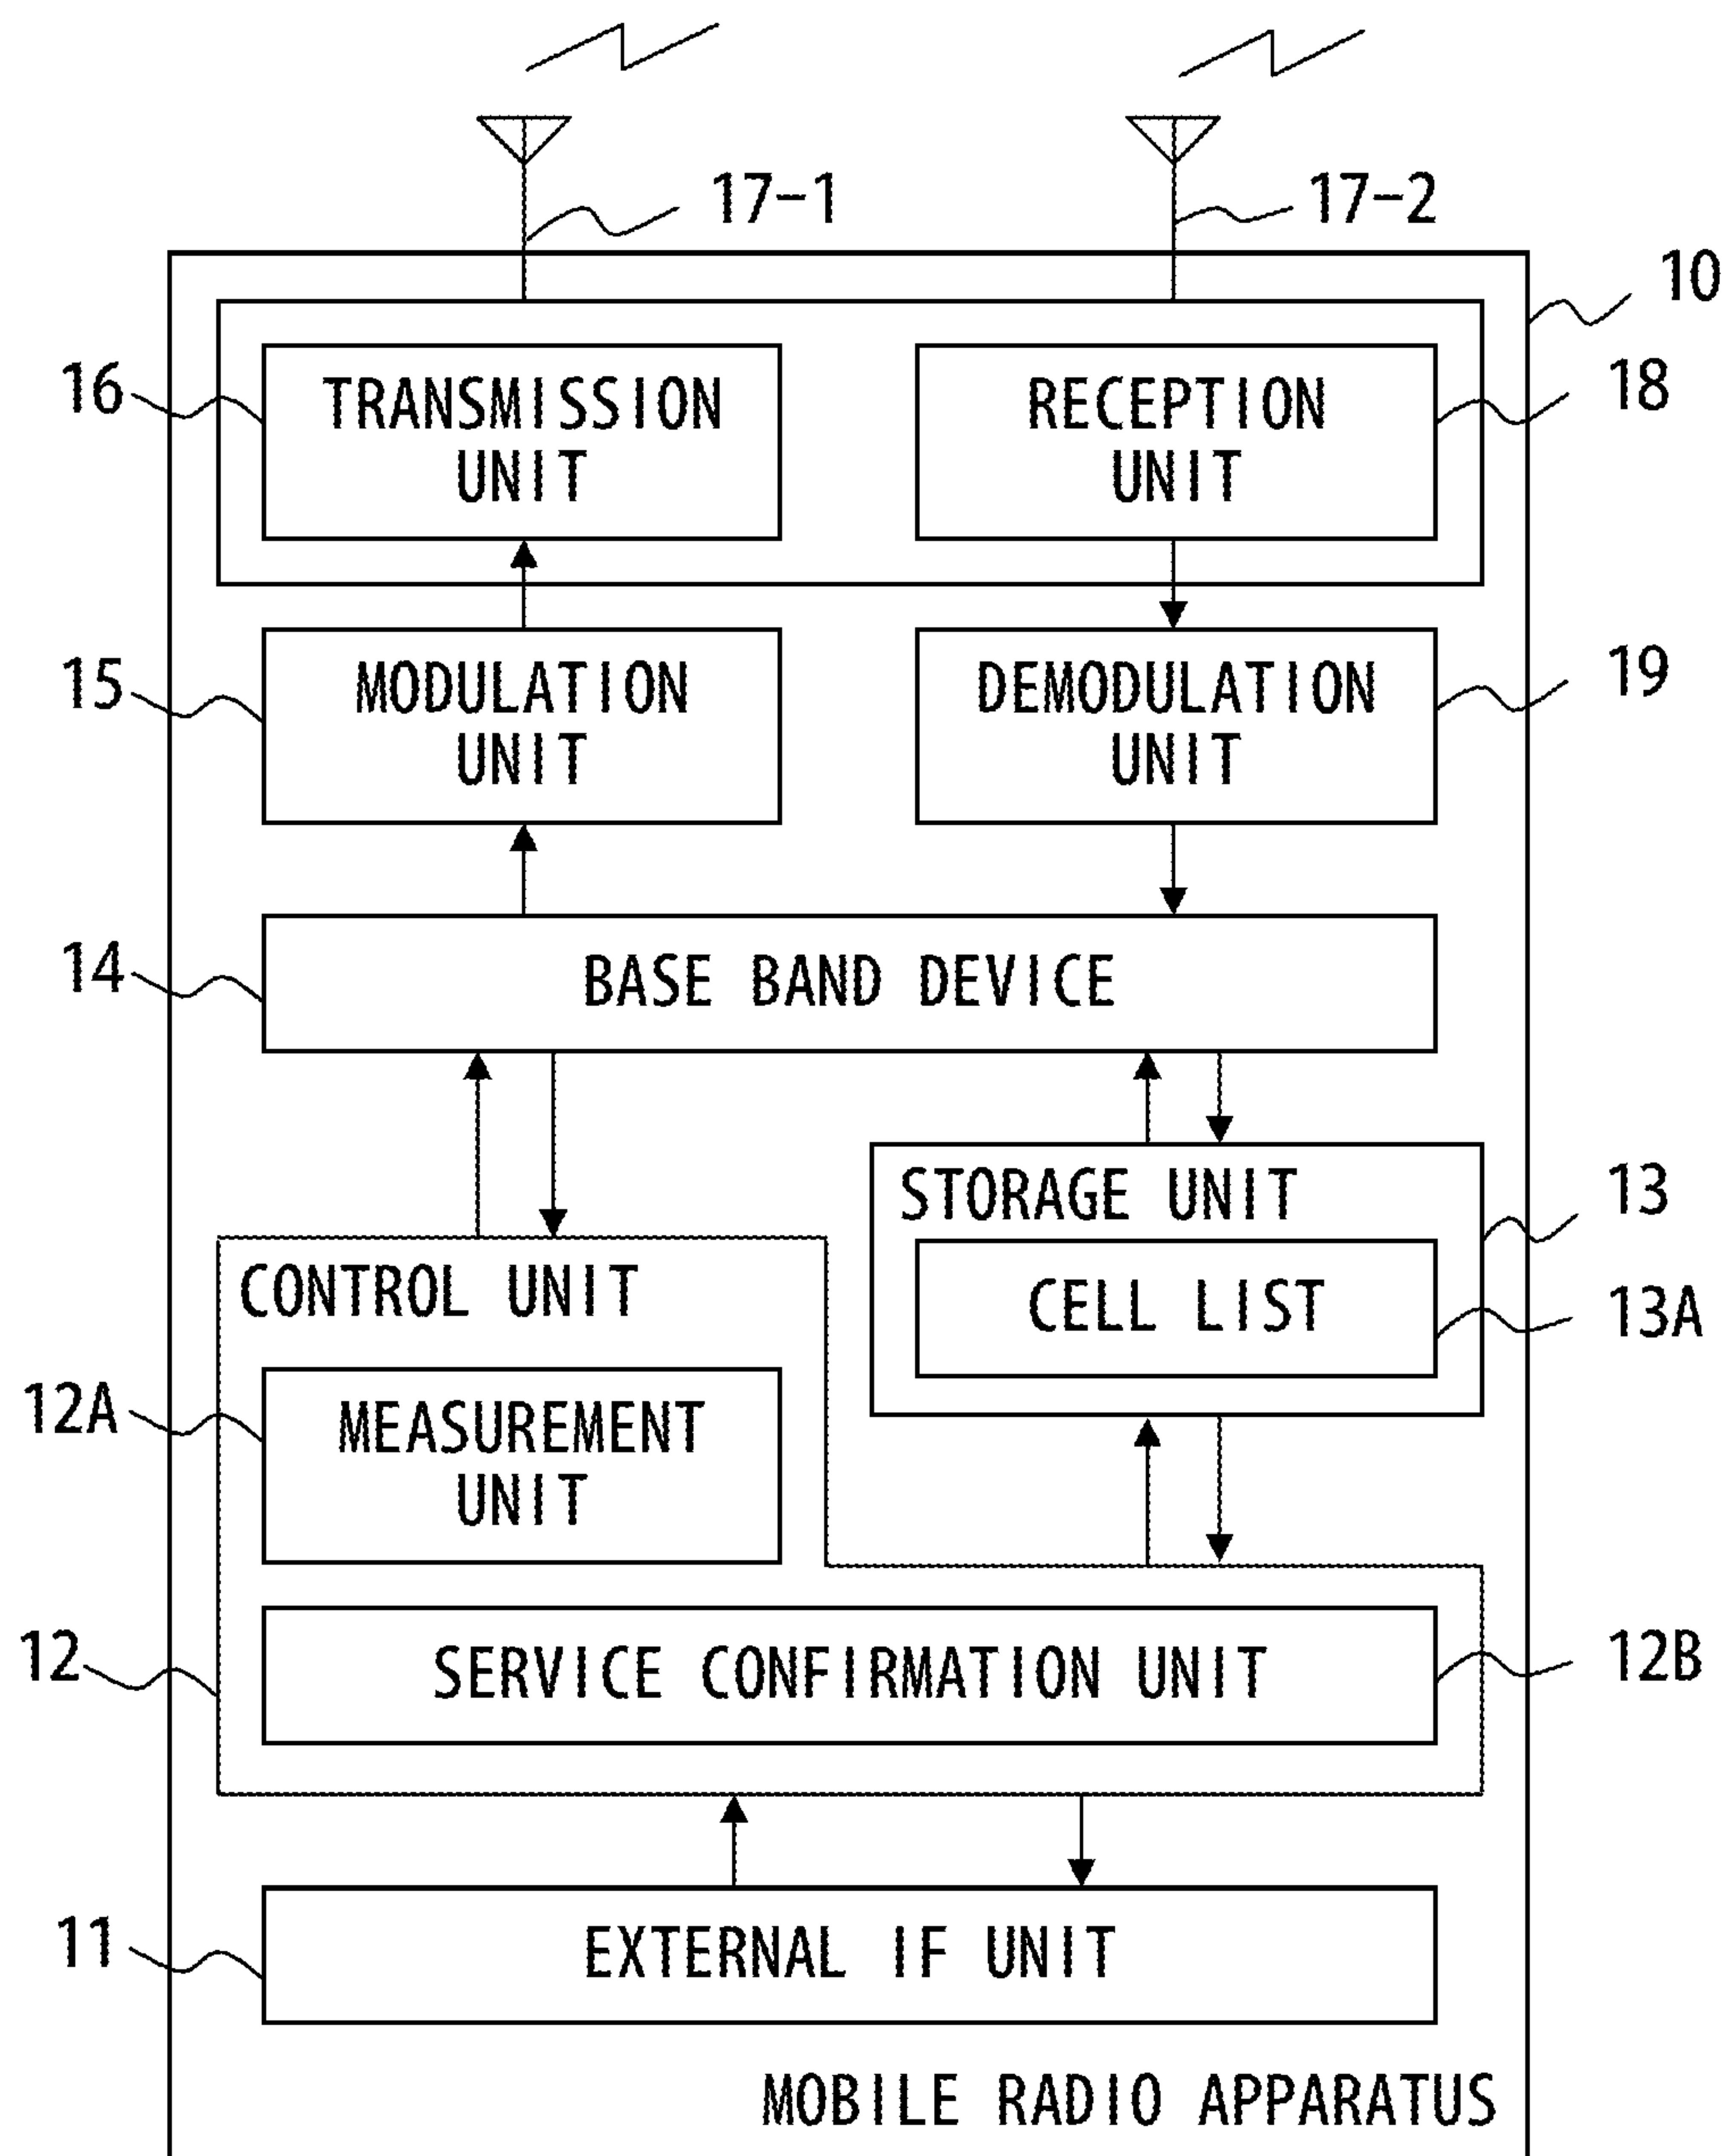 17-1
17-2
10
16
TRANSMISSION
UNIT
RECEPTION
UNIT
18
15
MODULATION
UNIT
DEMODULATION
UNIT
19
14
BASE BAND DEVICE
STORAGE UNIT
13
CONTROL UNIT
CELL LIST
13A
12A
MEASUREMENT
UNIT
12
SERVICE CONFIRMATION UNIT
12B
11
EXTERNAL IF UNIT
MOBILE RADIO APPARATUS